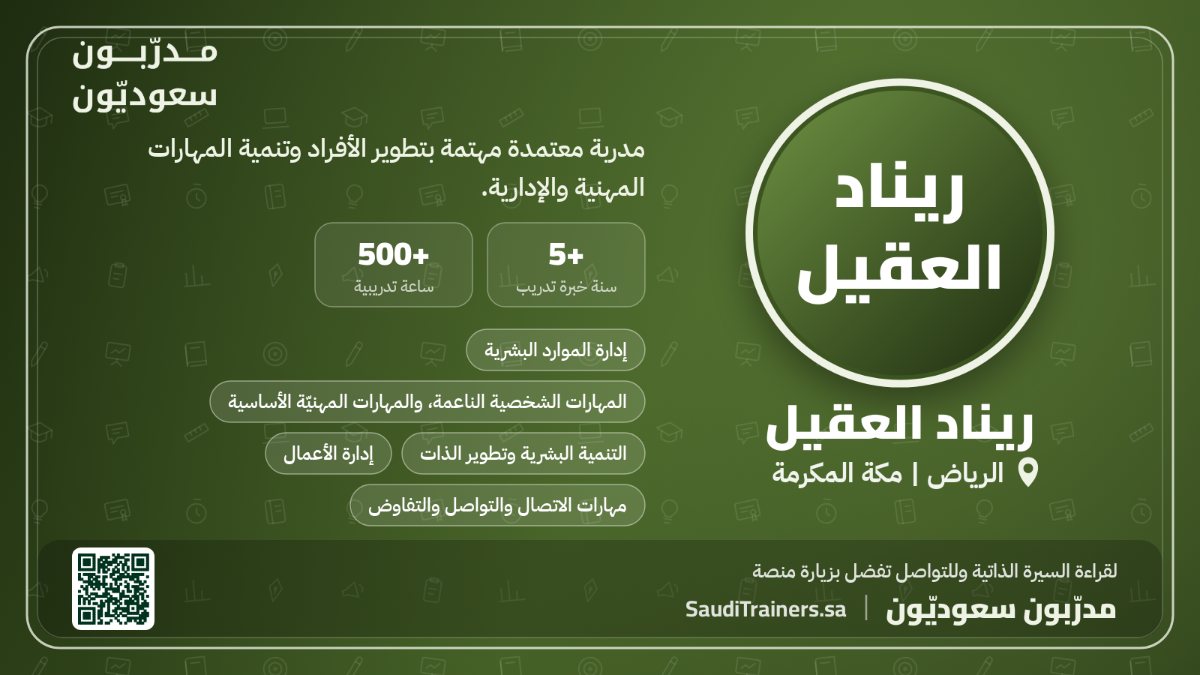 مـــدرّبـــون
سعوديّون
ريناد
العقيل
ريناد العقيل
الرياض | مكة المكرمة
مدربة معتمدة مهتمة بتطوير الأفراد وتنمية المهارات
المهنية والإدارية.
5+
سنة خبرة تدريب
500+
ساعة تدريبية
إدارة الموارد البشرية
المهارات الشخصية الناعمة، والمهارات المهنيّة الأساسية
التنمية البشرية وتطوير الذات
إدارة الأعمال
مهارات الاتصال والتواصل والتفاوض
لقراءة السيرة الذاتية وللتواصل تفضل بزيارة منصة
مدرّبون سعوديّون | SaudiTrainers.sa